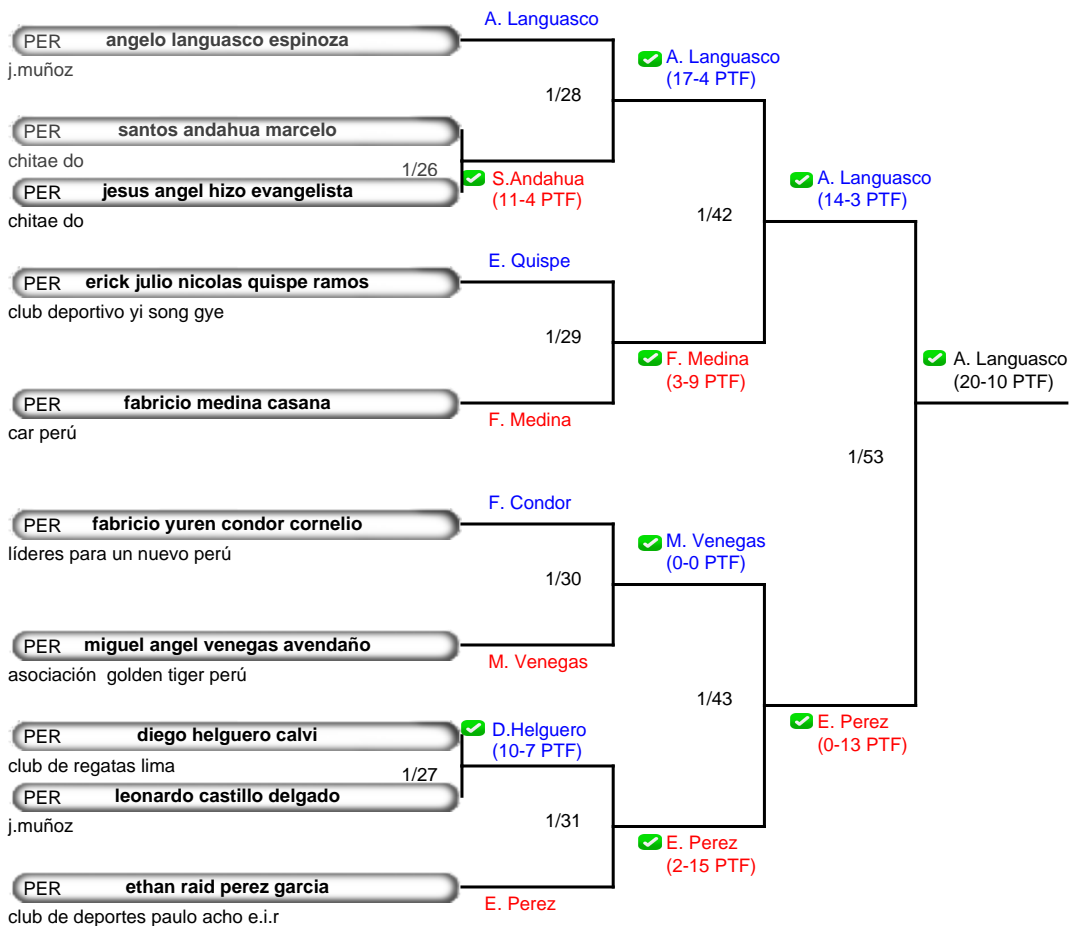 A. Languasco
PER angelo languasco espinoza
j.muñoz
A. Languasco
(17-4 PTF)
1/28
PER santos andahua marcelo
chitae do
1/26
S.Andahua
(11-4 PTF)
PER jesus angel hizo evangelista
chitae do
A. Languasco
(14-3 PTF)
1/42
E. Quispe
PER erick julio nicolas quispe ramos
club deportivo yi song gye
1/29
F. Medina
(3-9 PTF)
A. Languasco
(20-10 PTF)
PER fabricio medina casana
F. Medina
car perú
1/53
F. Condor
PER fabricio yuren condor cornelio
líderes para un nuevo perú
M. Venegas
(0-0 PTF)
1/30
PER miguel angel venegas avendaño
M. Venegas
asociación  golden tiger perú
1/43
PER diego helguero calvi
D.Helguero
(10-7 PTF)
E. Perez
(0-13 PTF)
club de regatas lima
1/27
PER leonardo castillo delgado
j.muñoz
1/31
E. Perez
(2-15 PTF)
PER ethan raid perez garcia
E. Perez
club de deportes paulo acho e.i.r